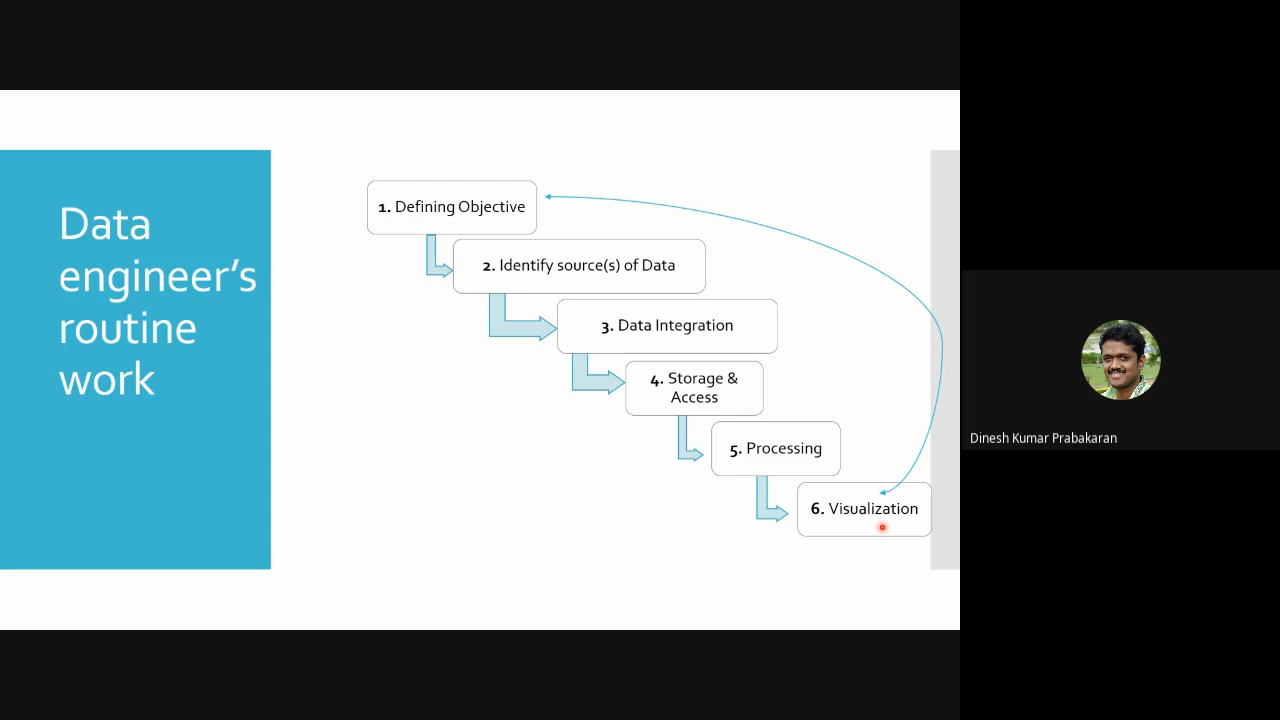 Data
engineer’s
routine
work
1. Defining Objective
2. Identify source(s) of Data
3. Data Integration
4. Storage &
Access
5. Processing
6. Visualization
Dinesh Kumar Prabakaran